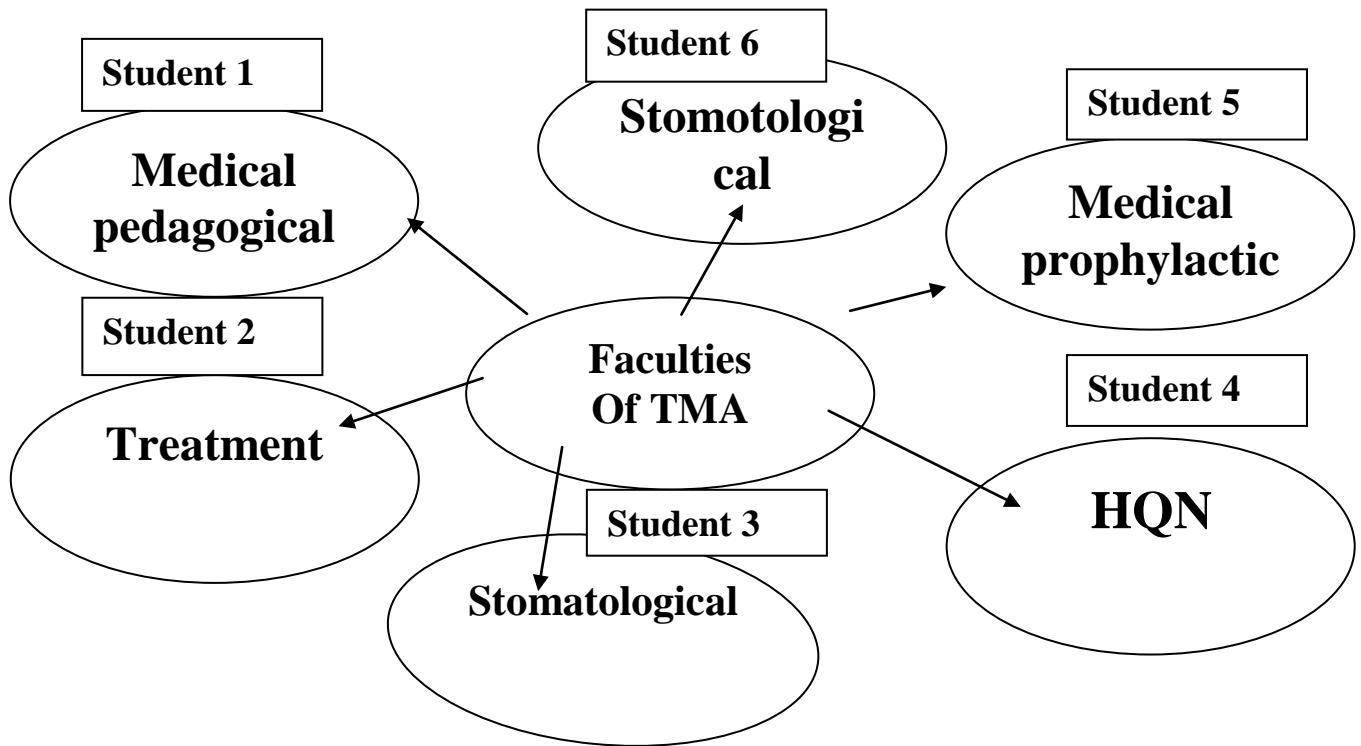 Student 1
Medical
pedagogical
Student 6
Stomotologi
cal
Student 5
Medical
prophylactic
Student 2
Treatment
Faculties
Of TMA
Student 4
HQN
Student 3
Stomatological